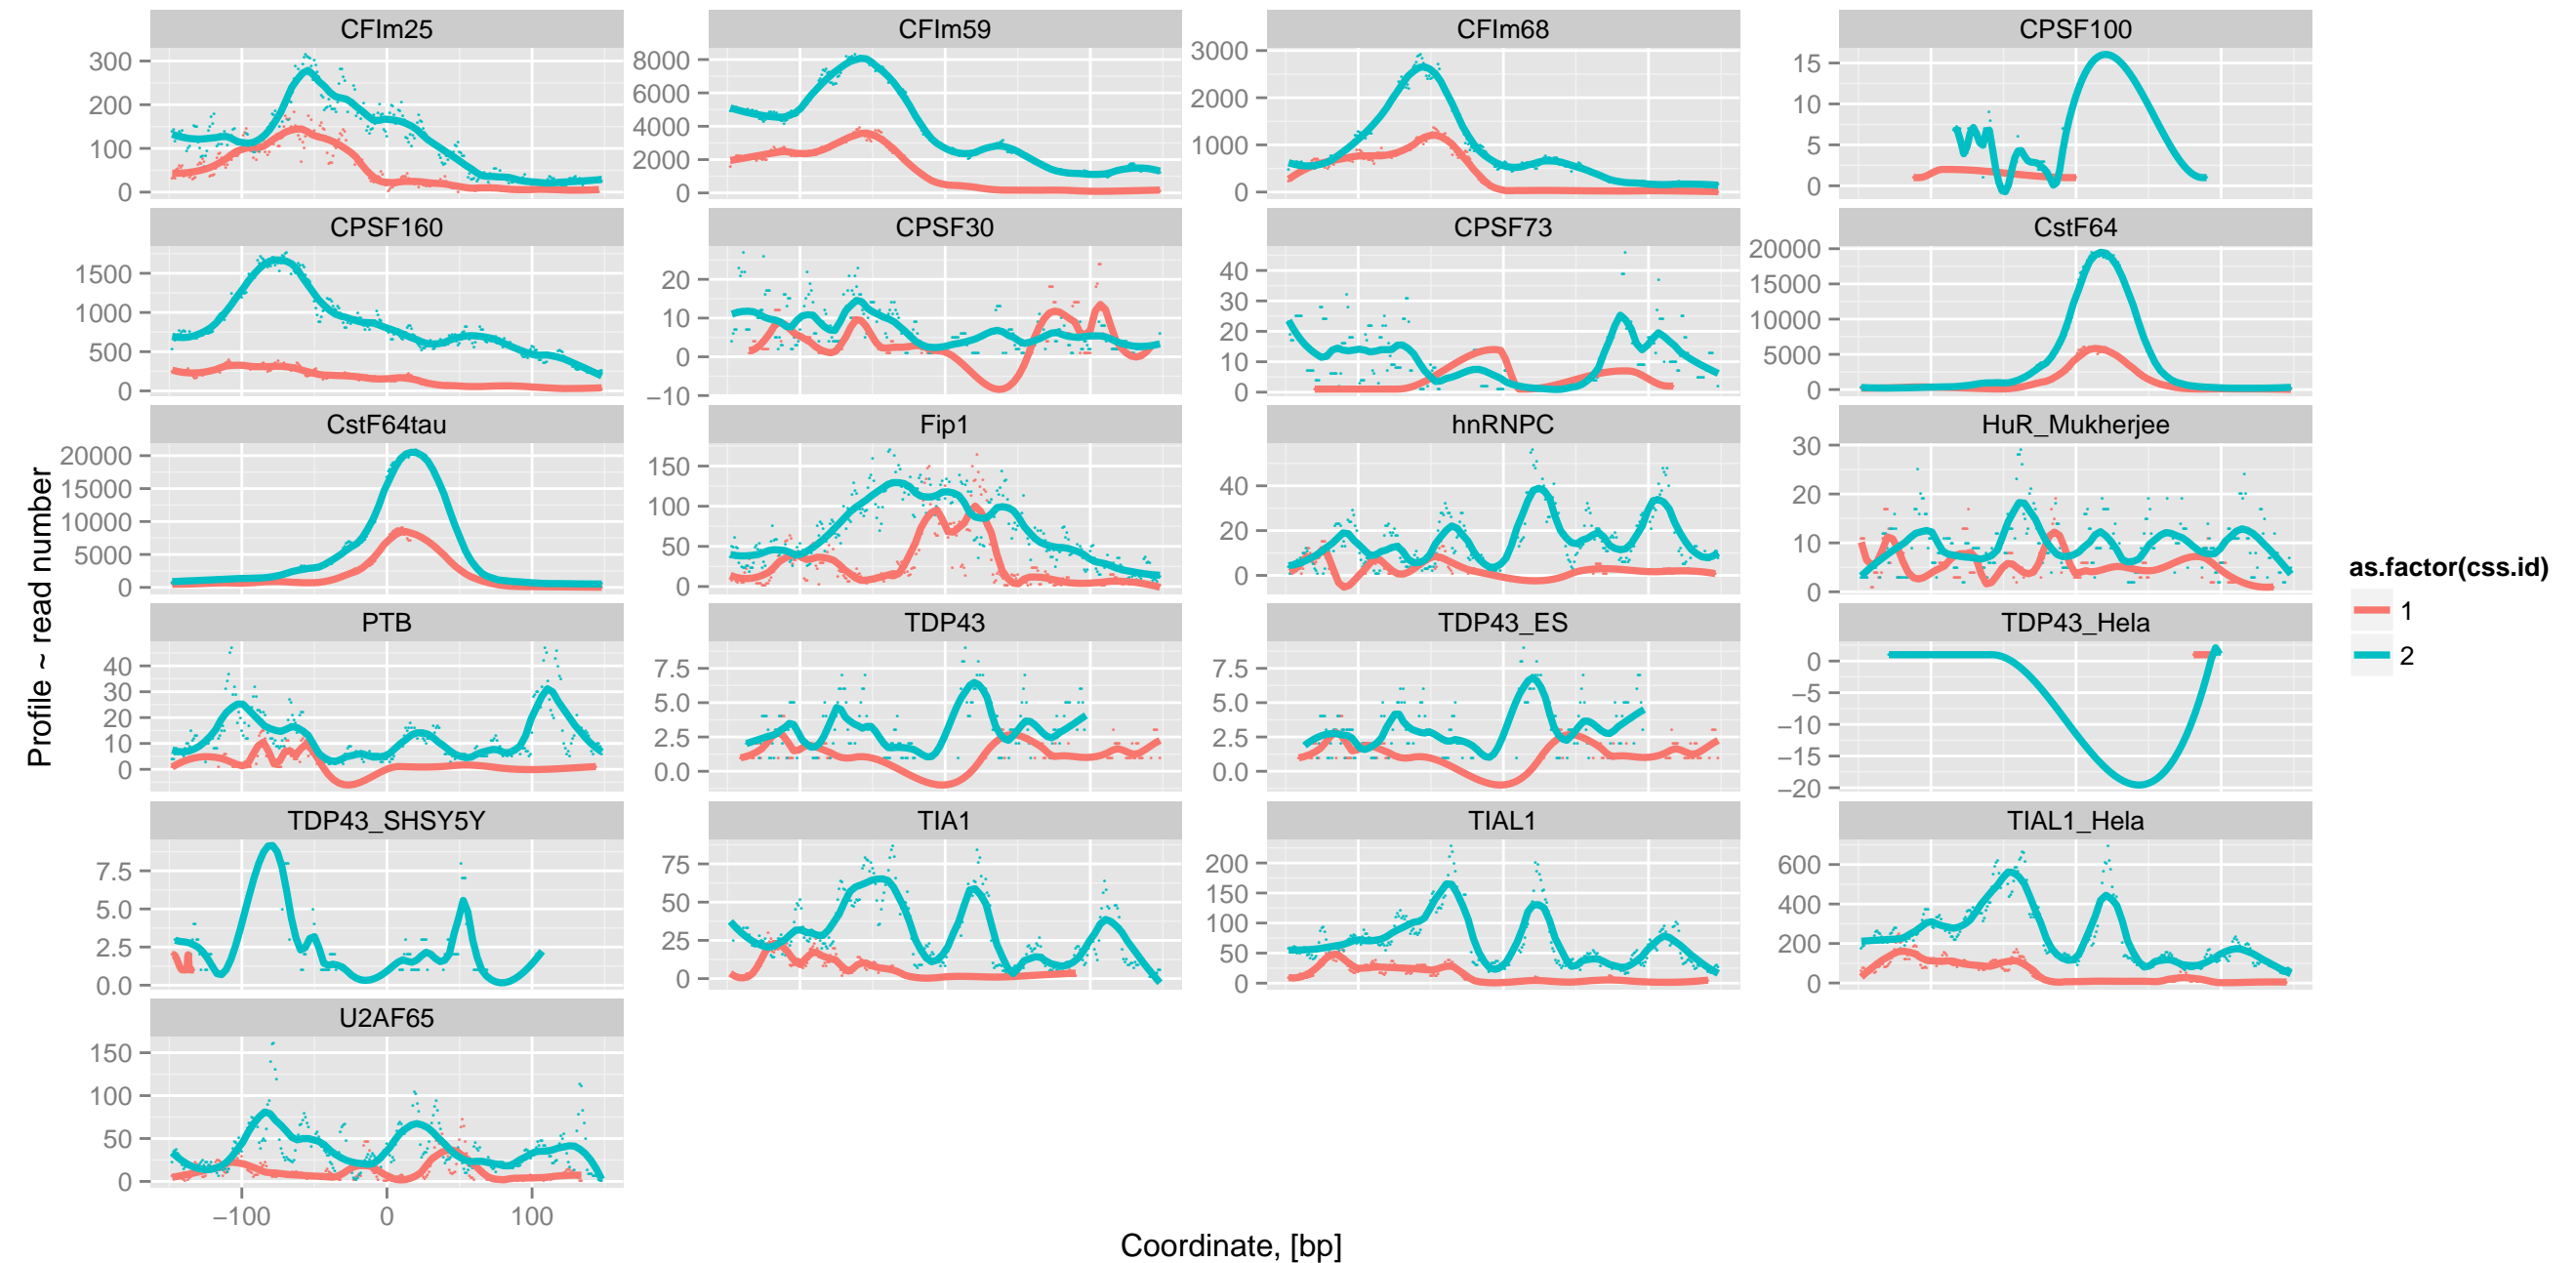 CFIm25 CFIm59 CFIm68 CPSF100
300 200 100 0
8000 6000 4000 2000 0
3000 2000 1000 0
15 10 5 0
CPSF160 CPSF30 CPSF73 CstF64
1500 1000 500 0
20 10 0 −10
40 30 20 10 0
20000 15000 10000 5000 0
CstF64tau Fip1 hnRNPC HuR_Mukherjee
20000 15000 10000 5000 0
150 100 50 0
40 20 0
30 20 10 0
PTB TDP43 TDP43_ES TDP43_Hela
40 30 20 10 0
7.5 5.0 2.5 0.0
7.5 5.0 2.5 0.0
0 −5 −10 −15 −20
TDP43_SHSY5Y TIA1 TIAL1 TIAL1_Hela
7.5 5.0 2.5 0.0
75 50 25 0
200 150 100 50 0
600 400 200 0
U2AF65
150 100 50 0
−100 0 100
Coordinate, [bp]
Profile ~ read number
as.factor(css.id)
1
2